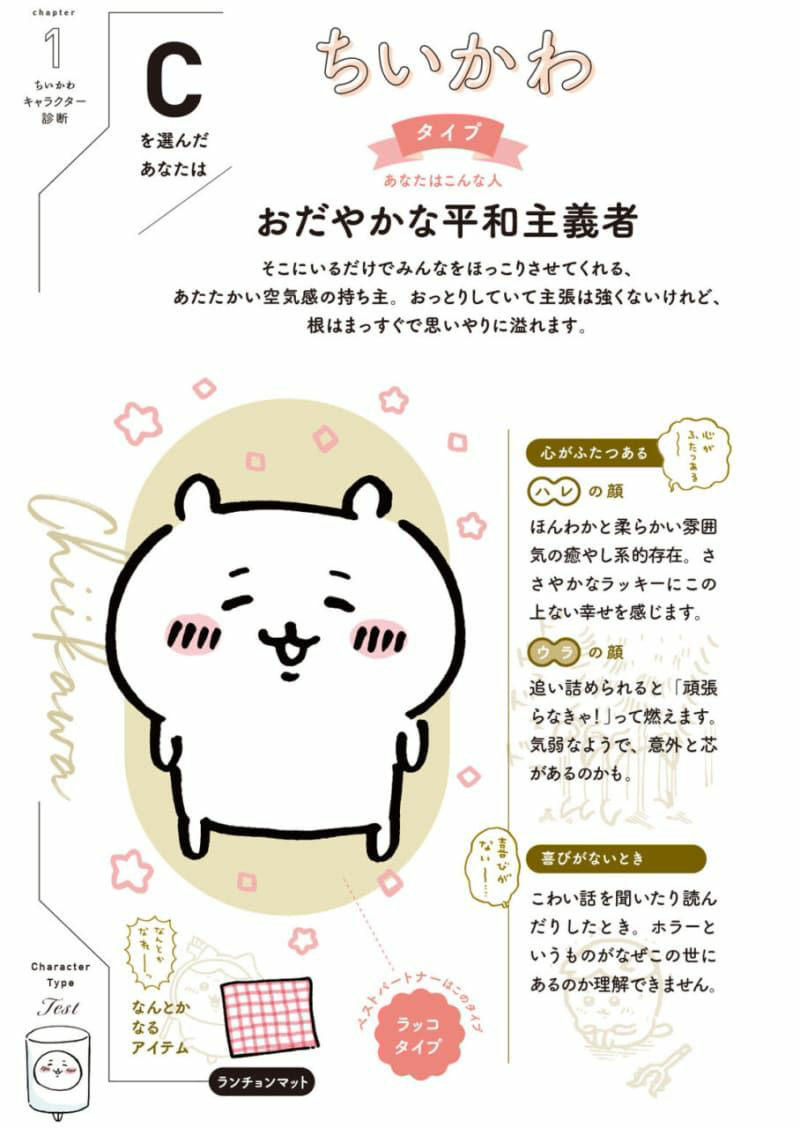 chapter
1
ちいかわ
キャラクター
診断
C
を選んだ
あなたは
ちいかわ
タイプ
あなたはこんな人
おだやかな平和主義者
そこにいるだけでみんなをほっこりさせてくれる、
あたたかい空気感の持ち主。おっとりしていて主張は強くないけれど、
根はまっすぐで思いやりに溢れます。
Chiikawa
心がふたつある
心が
ふたつある
ハレの顔
ほんわかと柔らかい雰囲
気の癒やし系的存在。さ
さやかなラッキーにこの
上ない幸せを感じます。
ウラの顔
追い詰められると「頑張
らなきゃ!」って燃えます。
気弱なようで、意外と芯
があるのかも。
喜びが
ない――…
喜びがないとき
こわい話を聞いたり読ん
だりしたとき。ホラーと
いうものがなぜこの世に
あるのか理解できません。
Character
Type
Test
なんとか
なれーーッ
なんとか
なる
アイテム
ランチョンマット
ベストパートナーはこのタイプ
ラッコ
タイプ